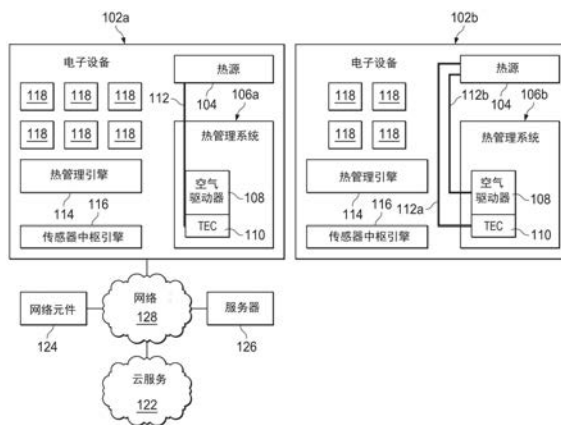 102a
电子设备
热源
104
112
106a
118 118 118
118 118 118
热管理系统
热管理引擎
114
116
传感器中枢引擎
空气
驱动器
108
TEC
110
102b
电子设备
热源
104
112b
106b
118 118
118 118
热管理系统
热管理引擎
114
116
112a
传感器中枢引擎
空气
驱动器
108
TEC
110
网络元件
124
网络
128
服务器
126
云服务
122